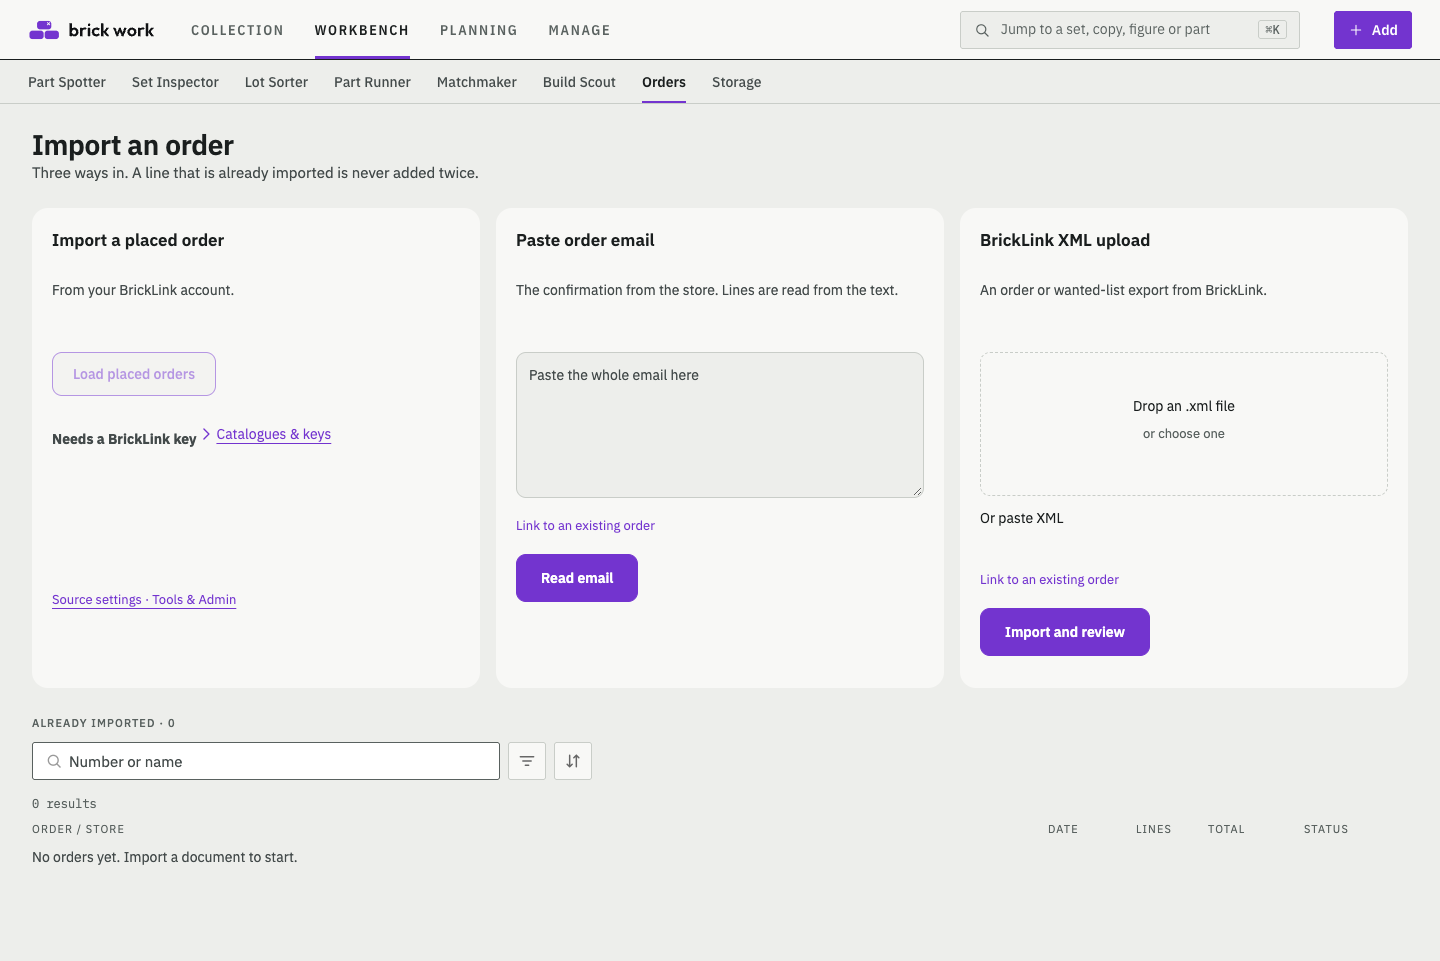 brick work
COLLECTION
WORKBENCH
PLANNING
MANAGE
Jump to a set, copy, figure or part
⌘K
+ Add
Part Spotter
Set Inspector
Lot Sorter
Part Runner
Matchmaker
Build Scout
Orders
Storage
Import an order
Three ways in. A line that is already imported is never added twice.
Import a placed order
From your BrickLink account.
Load placed orders
Needs a BrickLink key
Catalogues & keys
Source settings · Tools & Admin
Paste order email
The confirmation from the store. Lines are read from the text.
Paste the whole email here
Link to an existing order
Read email
BrickLink XML upload
An order or wanted-list export from BrickLink.
Drop an .xml file
or choose one
Or paste XML
Link to an existing order
Import and review
ALREADY IMPORTED · 0
Number or name
0 results
ORDER / STORE
DATE
LINES
TOTAL
STATUS
No orders yet. Import a document to start.